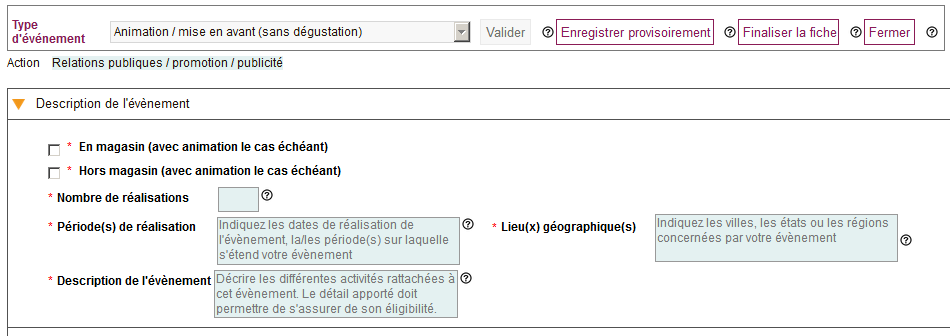 Type d'événement
Animation / mise en avant (sans dégustation)
Valider
Enregistrer provisoirement
Finaliser la fiche
Fermer
Action Relations publiques / promotion / publicité
Description de l'évènement
* En magasin (avec animation le cas échéant)
* Hors magasin (avec animation le cas échéant)
* Nombre de réalisations
* Période(s) de réalisation
Indiquez les dates de réalisation de
l'évènement, la/les période(s) sur laquelle
s'étend votre évènement
* Lieu(x) géographique(s)
Indiquez les villes, les états ou les régions
concernées par votre évènement
* Description de l'évènement
Décrire les différentes activités rattachées à
cet évènement. Le détail apporté doit
permettre de s'assurer de son éligibilité.